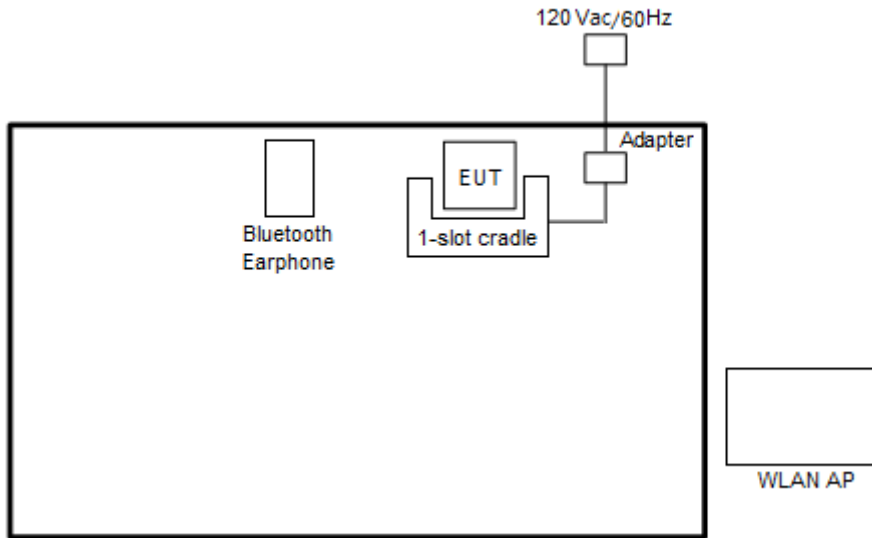 120 Vac/60Hz
Adapter
EUT
1-slot cradle
Bluetooth
Earphone
WLAN AP